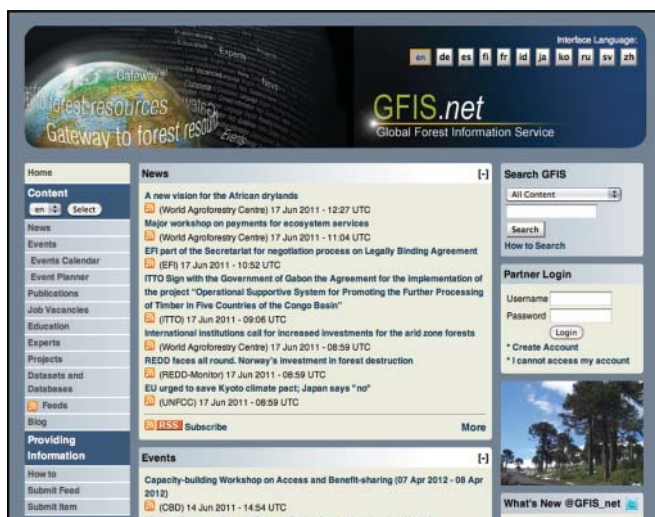 Interface Language:
en de es fi fr id ja ko ru sv zh
Education
Experts
News
Gateway
to forest resources
Gateway to forest resour
Events
GFIS.net
Global Forest Information Service
Home
Content
en Select
News
Events
Events Calendar
Event Planner
Publications
Job Vacancies
Education
Experts
Projects
Datasets and
Databases
Feeds
Blog
Providing
Information
How to
Submit Feed
Submit Item
News [-]
A new vision for the African drylands
(World Agroforestry Centre) 17 Jun 2011 - 12:27 UTC
Major workshop on payments for ecosystem services
(World Agroforestry Centre) 17 Jun 2011 - 11:04 UTC
EFI part of the Secretariat for negotiation process on Legally Binding Agreement
(EFI) 17 Jun 2011 - 10:52 UTC
ITTO Sign with the Government of Gabon the Agreement for the implementation of
the project "Operational Supportive System for Promoting the Further Processing
of Timber in Five Countries of the Congo Basin"
(ITTO) 17 Jun 2011 - 09:06 UTC
International institutions call for increased investments for the arid zone forests
(World Agroforestry Centre) 17 Jun 2011 - 08:59 UTC
REDD faces all round. Norway's investment in forest destruction
(REDD-Monitor) 17 Jun 2011 - 08:59 UTC
EU urged to save Kyoto climate pact; Japan says "no"
(UNFCC) 17 Jun 2011 - 08:59 UTC
RSS Subscribe More
Events [-]
Capacity-building Workshop on Access and Benefit-sharing (07 Apr 2012 - 08 Apr
2012)
(CBD) 14 Jun 2011 - 14:54 UTC
Search GFIS
All Content
Search
How to Search
Partner Login
Username
Password
Login
* Create Account
* I cannot access my account
What's New @GFIS_net